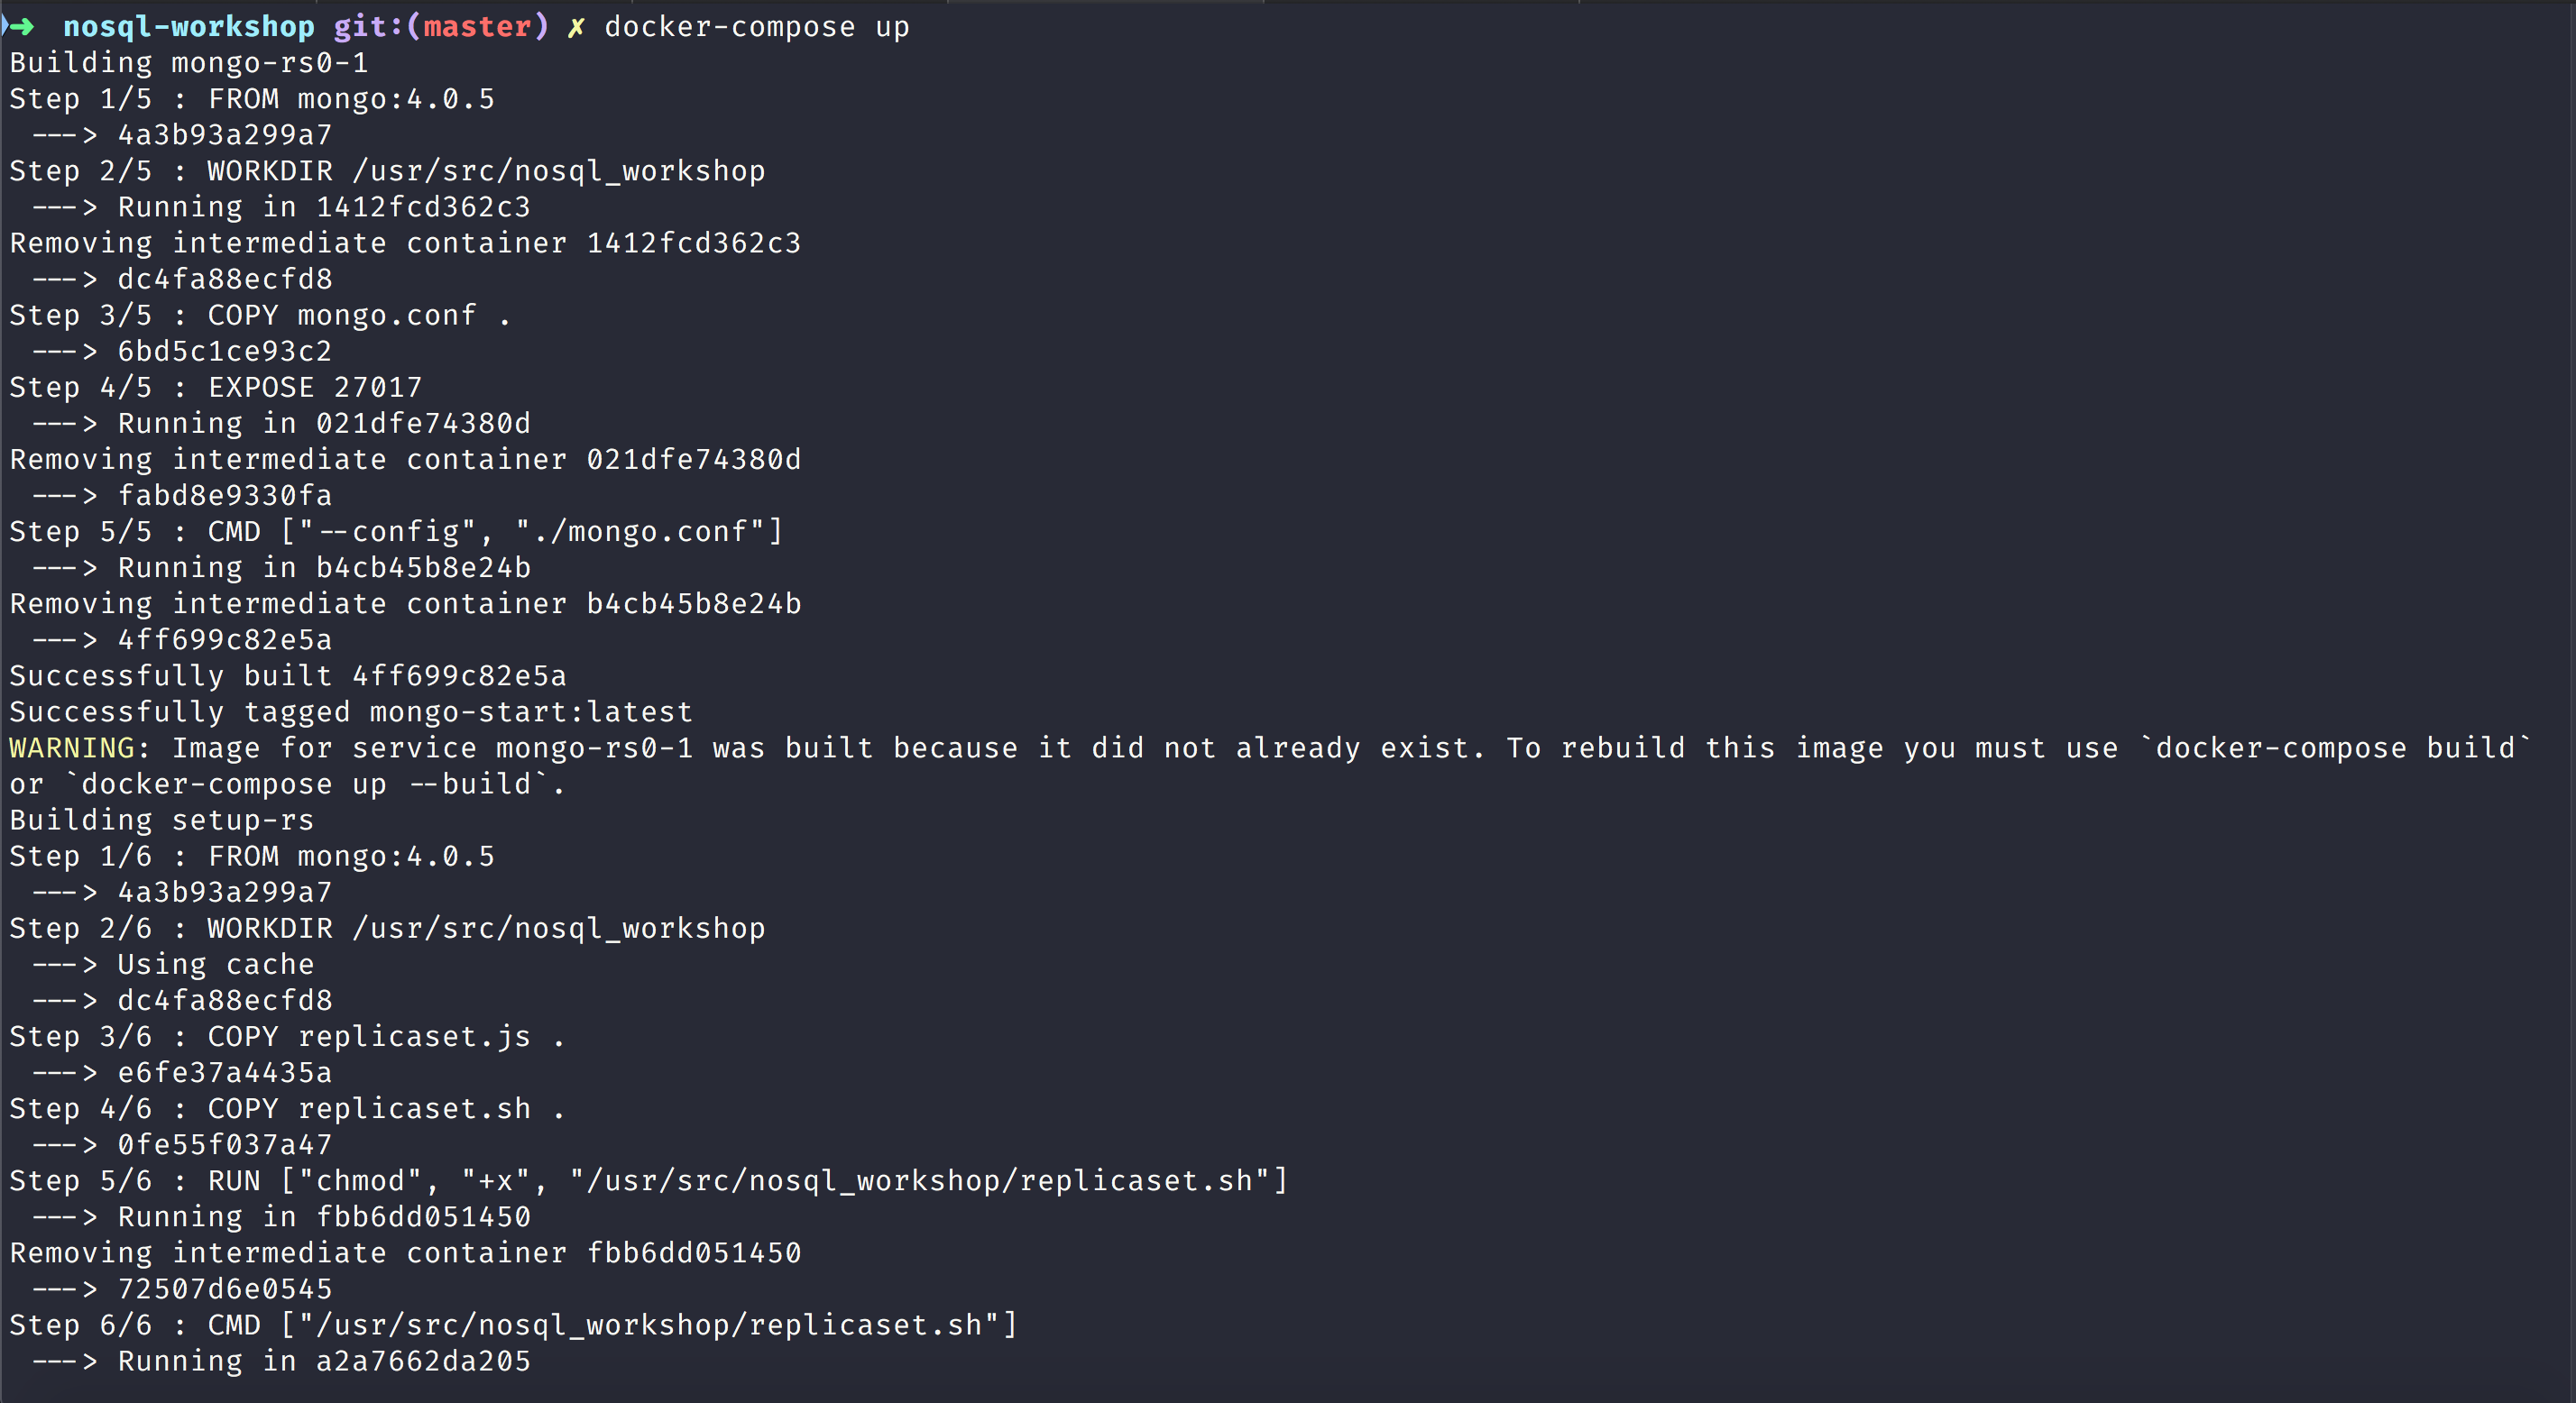 ➜ nosql-workshop git:(master) ✗ docker-compose up
Building mongo-rs0-1
Step 1/5 : FROM mongo:4.0.5
 ---> 4a3b93a299a7
Step 2/5 : WORKDIR /usr/src/nosql_workshop
 ---> Running in 1412fcd362c3
Removing intermediate container 1412fcd362c3
 ---> dc4fa88ecfd8
Step 3/5 : COPY mongo.conf .
 ---> 6bd5c1ce93c2
Step 4/5 : EXPOSE 27017
 ---> Running in 021dfe74380d
Removing intermediate container 021dfe74380d
 ---> fabd8e9330fa
Step 5/5 : CMD ["--config", "./mongo.conf"]
 ---> Running in b4cb45b8e24b
Removing intermediate container b4cb45b8e24b
 ---> 4ff699c82e5a
Successfully built 4ff699c82e5a
Successfully tagged mongo-start:latest
WARNING: Image for service mongo-rs0-1 was built because it did not already exist. To rebuild this image you must use `docker-compose build`
or `docker-compose up --build`.
Building setup-rs
Step 1/6 : FROM mongo:4.0.5
 ---> 4a3b93a299a7
Step 2/6 : WORKDIR /usr/src/nosql_workshop
 ---> Using cache
 ---> dc4fa88ecfd8
Step 3/6 : COPY replicaset.js .
 ---> e6fe37a4435a
Step 4/6 : COPY replicaset.sh .
 ---> 0fe55f037a47
Step 5/6 : RUN ["chmod", "+x", "/usr/src/nosql_workshop/replicaset.sh"]
 ---> Running in fbb6dd051450
Removing intermediate container fbb6dd051450
 ---> 72507d6e0545
Step 6/6 : CMD ["/usr/src/nosql_workshop/replicaset.sh"]
 ---> Running in a2a7662da205